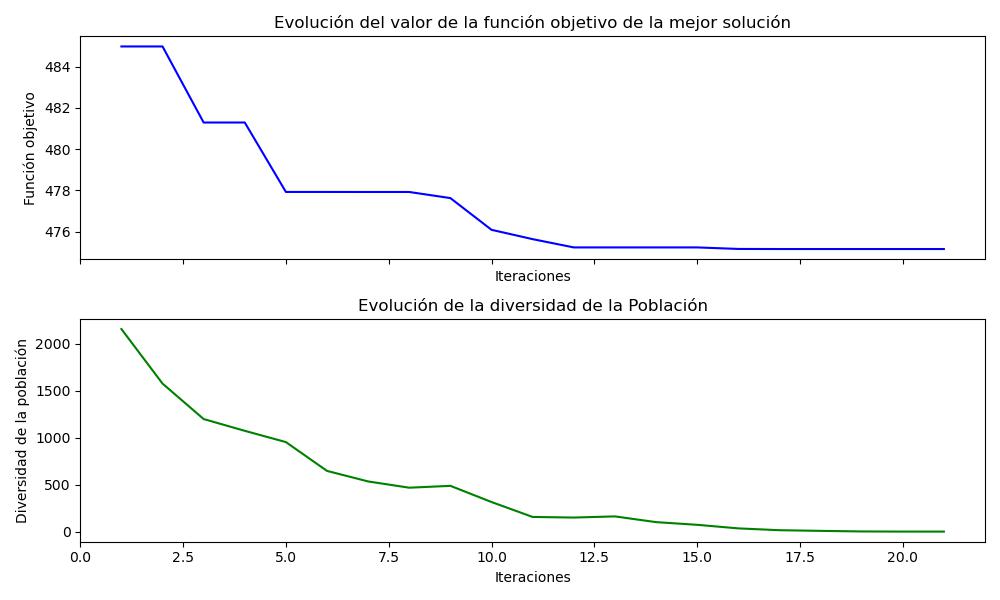 Evolución del valor de la función objetivo de la mejor solución
484
482
480
478
476
Función objetivo
Iteraciones
Evolución de la diversidad de la Población
2000
1500
1000
500
0
Diversidad de la población
0.0 2.5 5.0 7.5 10.0 12.5 15.0 17.5 20.0
Iteraciones